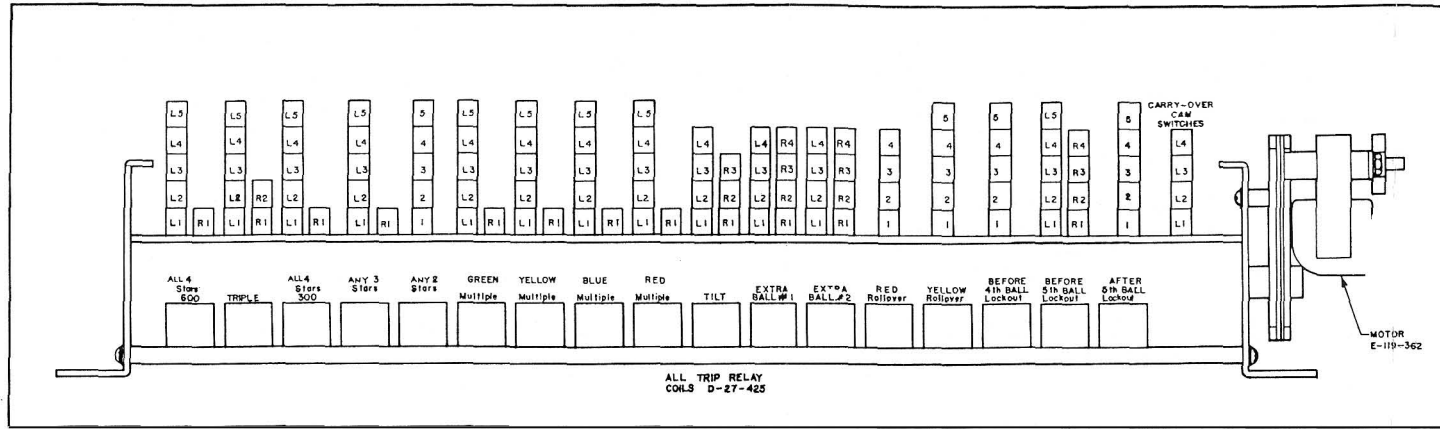 CARRY-OVER
CAM
SWITCHES
L5 L5 L5 L5 5 L5 L5 L5 L5 5 5 L5 5
L4 L4 L4 L4 4 L4 L4 L4 L4 L4 L4 R4 L4 R4 4 4 4 L4 R4 4 L4
L3 L3 L3 L3 3 L3 L3 L3 L3 L3 R3 L3 R3 L3 R3 3 3 3 L3 R3 3 L3
L2 L2 R2 L2 L2 2 L2 L2 L2 L2 L2 R2 L2 R2 L2 R2 2 2 2 L2 R2 2 L2
L1 R1 L1 R1 L1 R1 L1 R1 1 L1 R1 L1 R1 L1 R1 L1 R1 L1 R1 L1 R1 L1 R1 1 1 1 L1 R1 1 L1
ALL 4
Stars
600
TRIPLE
ALL 4
Stars
300
ANY 3
Stars
ANY 2
Stars
GREEN
Multiple
YELLOW
Multiple
BLUE
Multiple
RED
Multiple
TILT
EXTRA
BALL #1
EXTRA
BALL #2
RED
Rollover
YELLOW
Rollover
BEFORE
4th BALL
Lockout
BEFORE
5th BALL
Lockout
AFTER
5th BALL
Lockout
MOTOR
E-119-362
ALL TRIP RELAY
COILS D-27-425